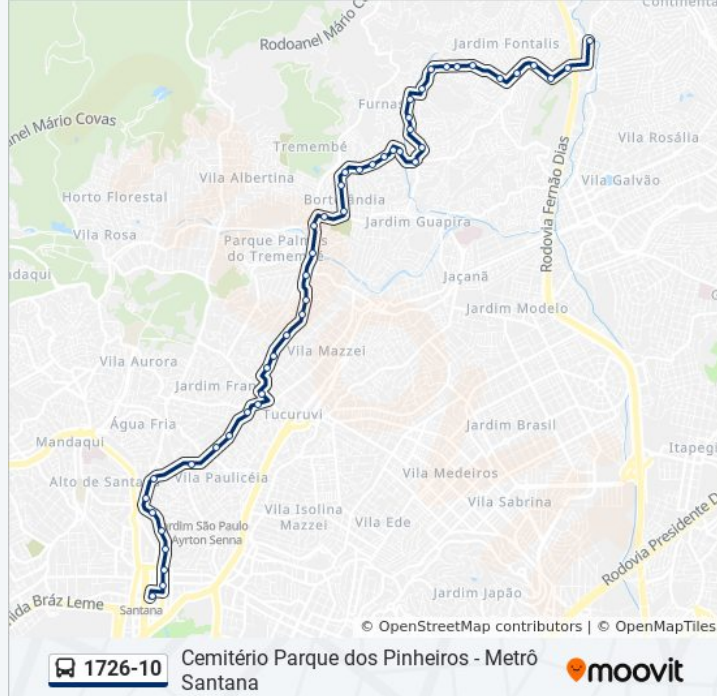 Continental
Rodoanel Mário Covas
Jardim Fontalis
nel Mário Covas
Furnas
Vila Rosália
Tremembé
Vila Albertina
Vila Galvão
Horto Florestal
Bortolândia
Jardim Guapira
Vila Rosa
Parque Palmas
do Tremembé
Rodovia Fernão Dias
adaqui
Jaçanã
Jardim Modelo
Vila Mazzei
Vila Aurora
Jardim Fran
Tucuruvi
Água Fria
Jardim Brasil
Mandaqui
Itapegi
Alto de Santa
Vila Paulicéia
Vila Medeiros
Vila Sabrina
Vila Isolina
Mazzei
Vila Ede
Jardim São Paulo
Ayrton Senna
Rodovia Presidente D
Jardim Japão
nida Bráz Leme
Santana
© OpenStreetMap contributors | © OpenMapTiles
1726-10
Cemitério Parque dos Pinheiros - Metrô
Santana
moovit